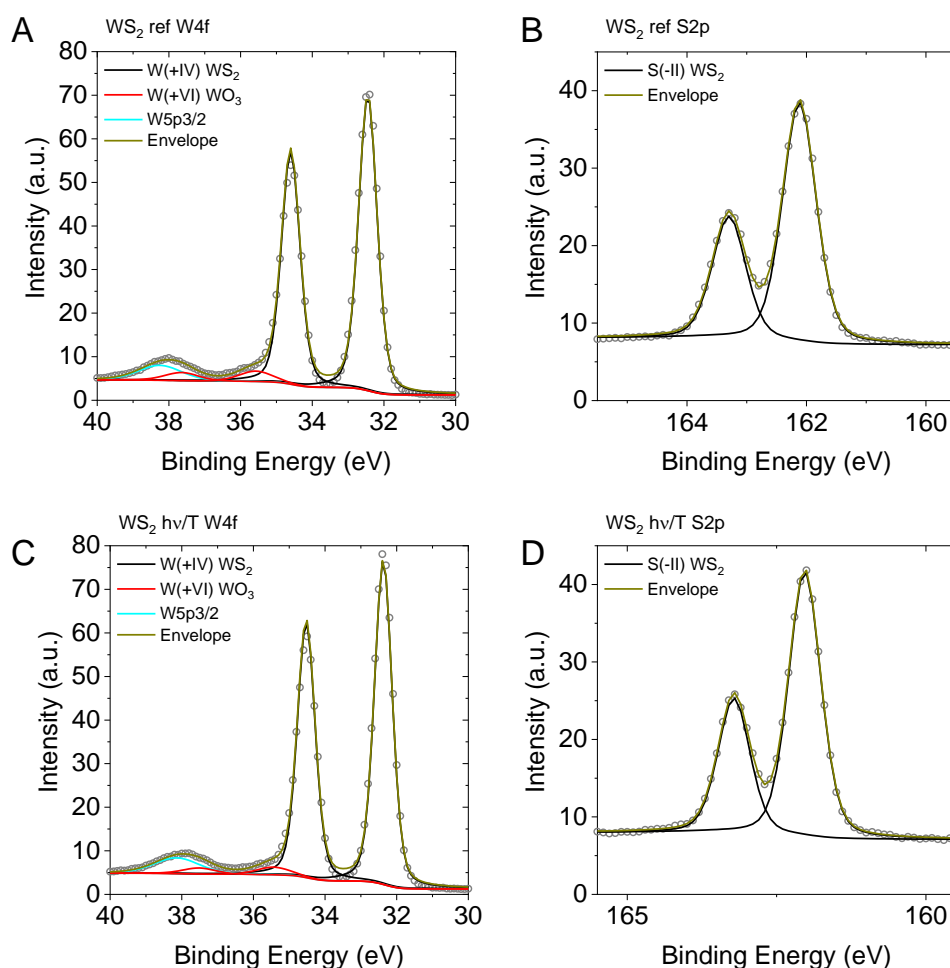 A
WS₂ ref W4f
W(+IV) WS₂
W(+VI) WO₃
W5p3/2
Envelope
80
70
60
50
40
30
20
10
0
Intensity (a.u.)
40 38 36 34 32 30
Binding Energy (eV)
B
WS₂ ref S2p
S(-II) WS₂
Envelope
40
30
20
10
0
Intensity (a.u.)
164 162 160
Binding Energy (eV)
C
WS₂ hν/T W4f
W(+IV) WS₂
W(+VI) WO₃
W5p3/2
Envelope
80
70
60
50
40
30
20
10
0
Intensity (a.u.)
40 38 36 34 32 30
Binding Energy (eV)
D
WS₂ hν/T S2p
S(-II) WS₂
Envelope
40
30
20
10
0
Intensity (a.u.)
165 160
Binding Energy (eV)